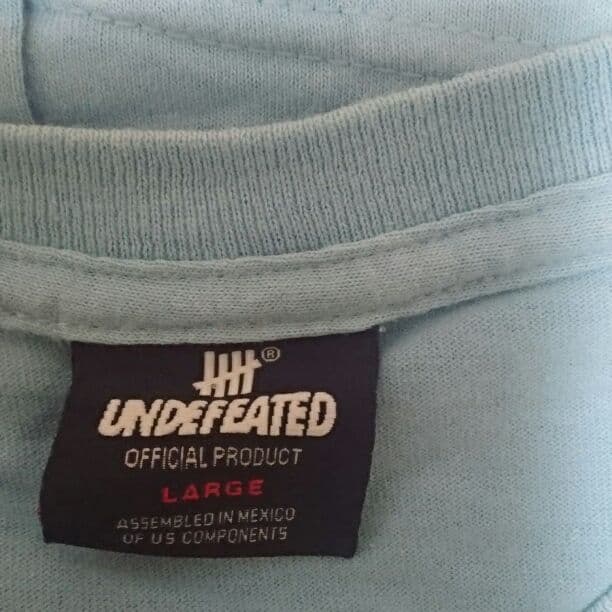 ®
UNDEFEATED
OFFICIAL PRODUCT
LARGE
ASSEMBLED IN MEXICO
OF US COMPONENTS